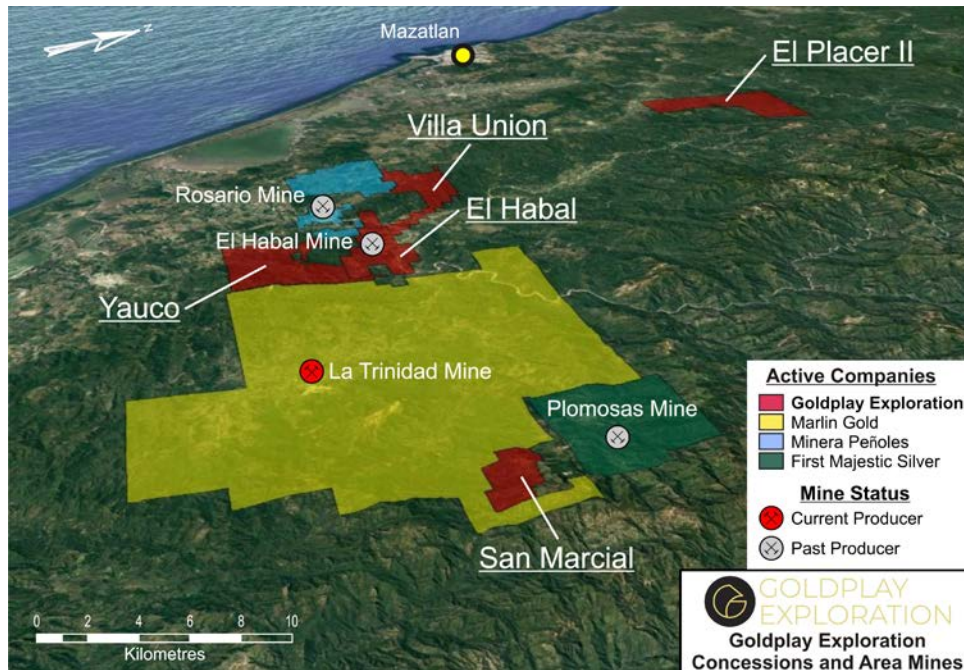 Z
Mazatlan
El Placer II
Villa Union
Rosario Mine
El Habal
El Habal Mine
Yauco
La Trinidad Mine
Plomosas Mine
San Marcial
Active Companies
Goldplay Exploration
Marlin Gold
Minera Peñoles
First Majestic Silver
Mine Status
Current Producer
Past Producer
0 2 4 6 8 10
Kilometres
GOLDPLAY
EXPLORATION
Goldplay Exploration
Concessions and Area Mines